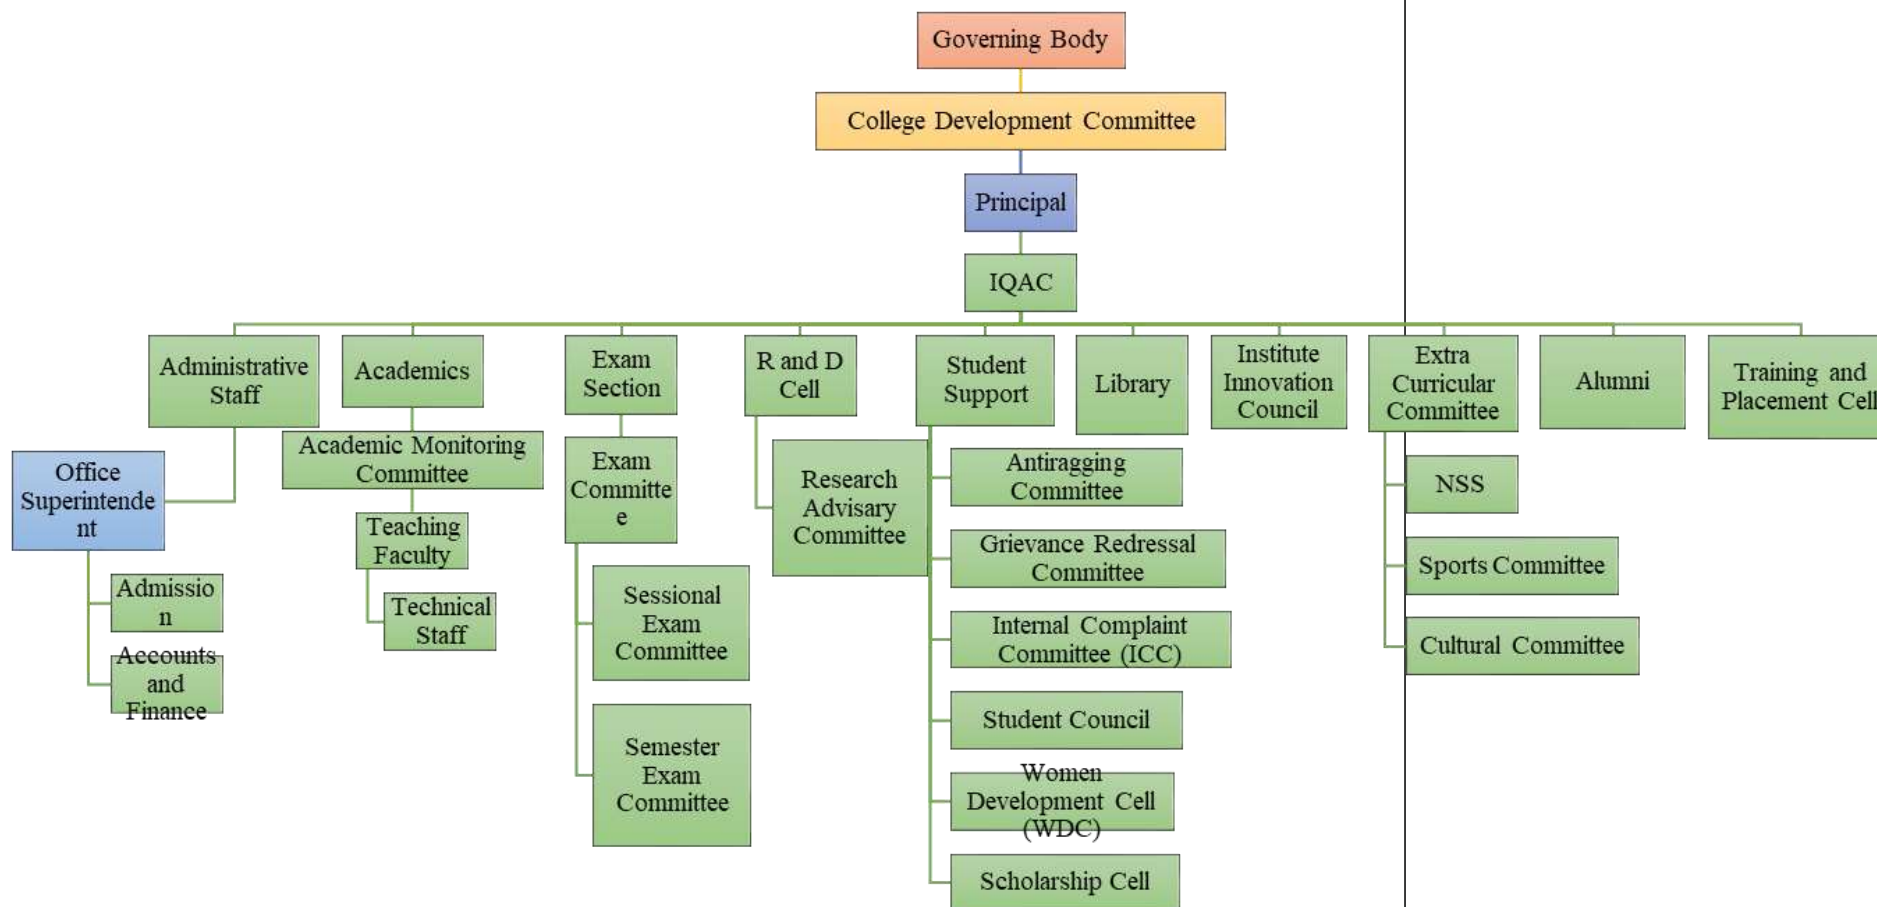 Governing Body
College Development Committee
Principal
IQAC
Administrative
Staff
Academics
Exam
Section
R and D
Cell
Student
Support
Library
Institute
Innovation
Council
Extra
Curricular
Committee
Alumni
Training and
Placement Cell
Office
Superintende
nt
Admissio
n
Accounts
and
Finance
Academic Monitoring
Committee
Teaching
Faculty
Technical
Staff
Exam
Committe
e
Sessional
Exam
Committee
Semester
Exam
Committee
Research
Advisary
Committee
Antiragging
Committee
Grievance Redressal
Committee
Internal Complaint
Committee (ICC)
Student Council
Women
Development Cell
(WDC)
Scholarship Cell
NSS
Sports Committee
Cultural Committee